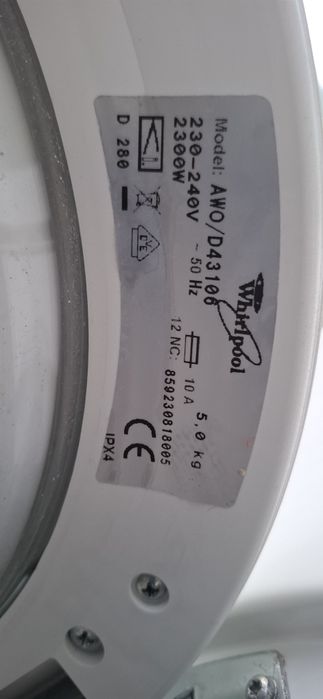 Whirlpool
Model: AWO/D43106
230-240V ~ 50 Hz
2300W
10 A
5,0 kg
12 NC: 859230818005
D 280
CE
IPX4